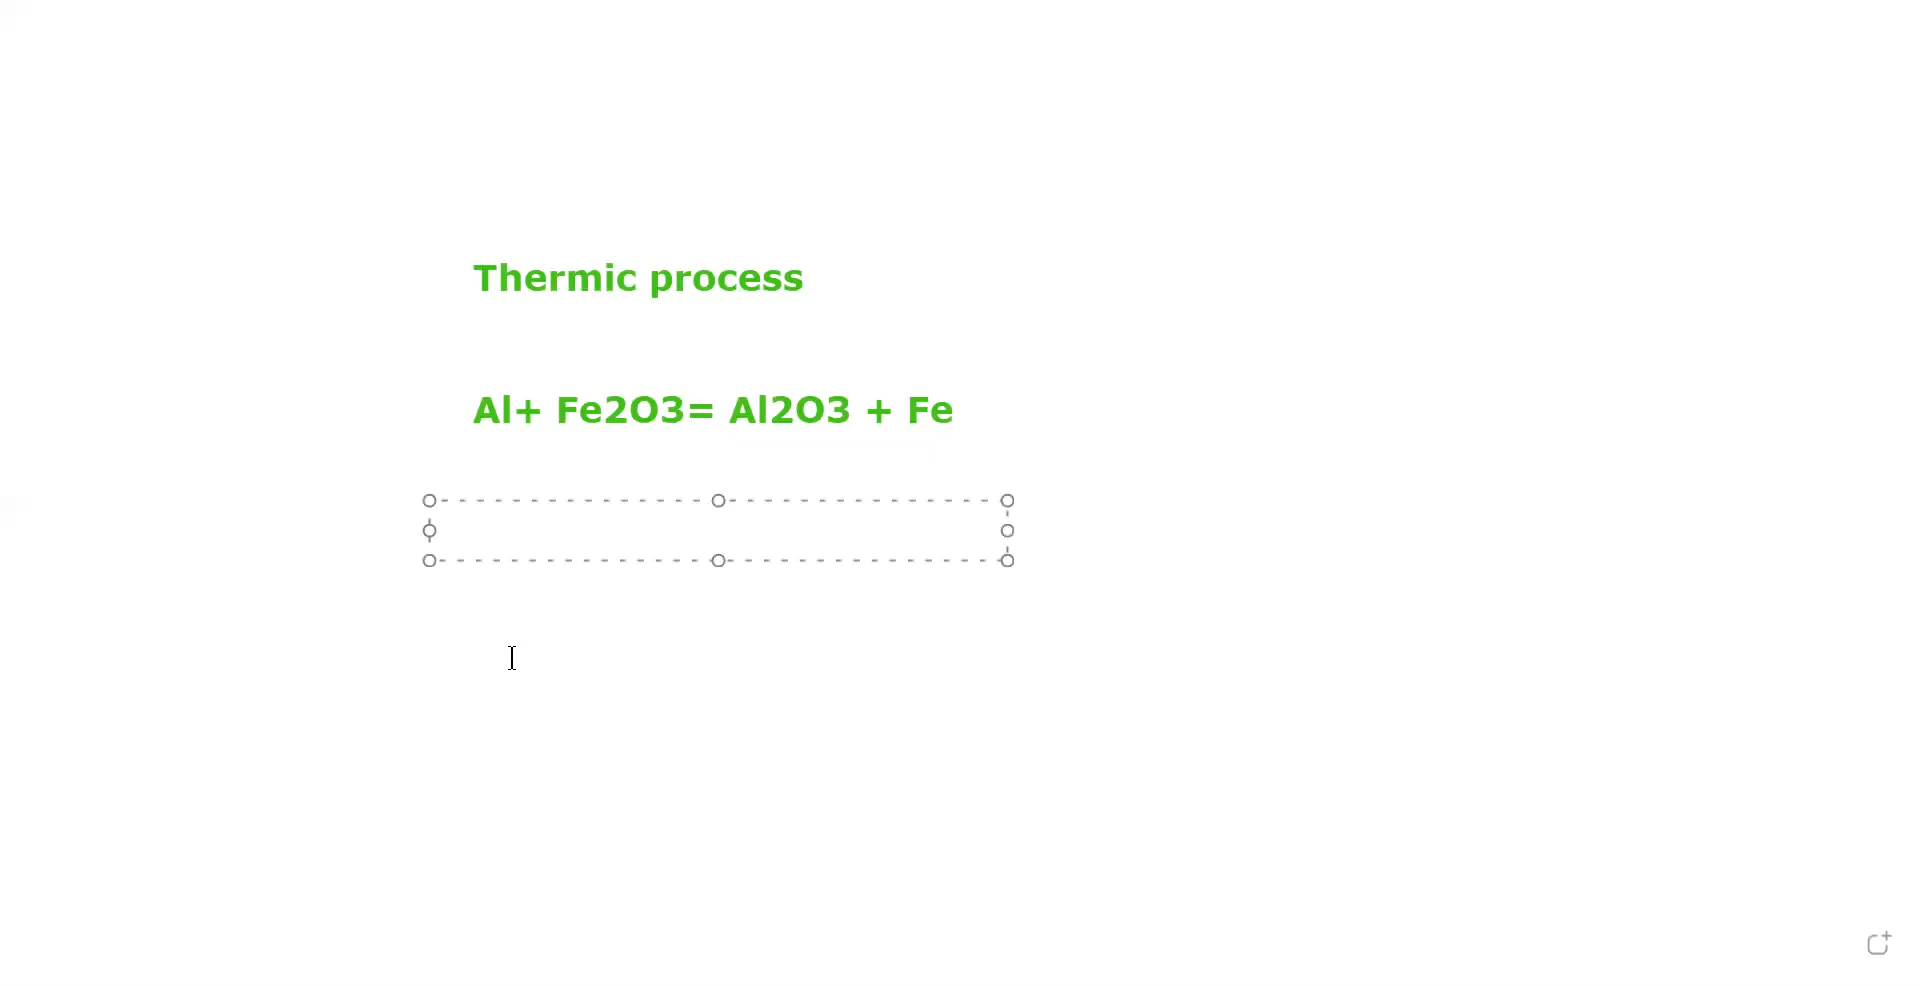 Thermic process
Al+ Fe2O3= Al2O3 + Fe